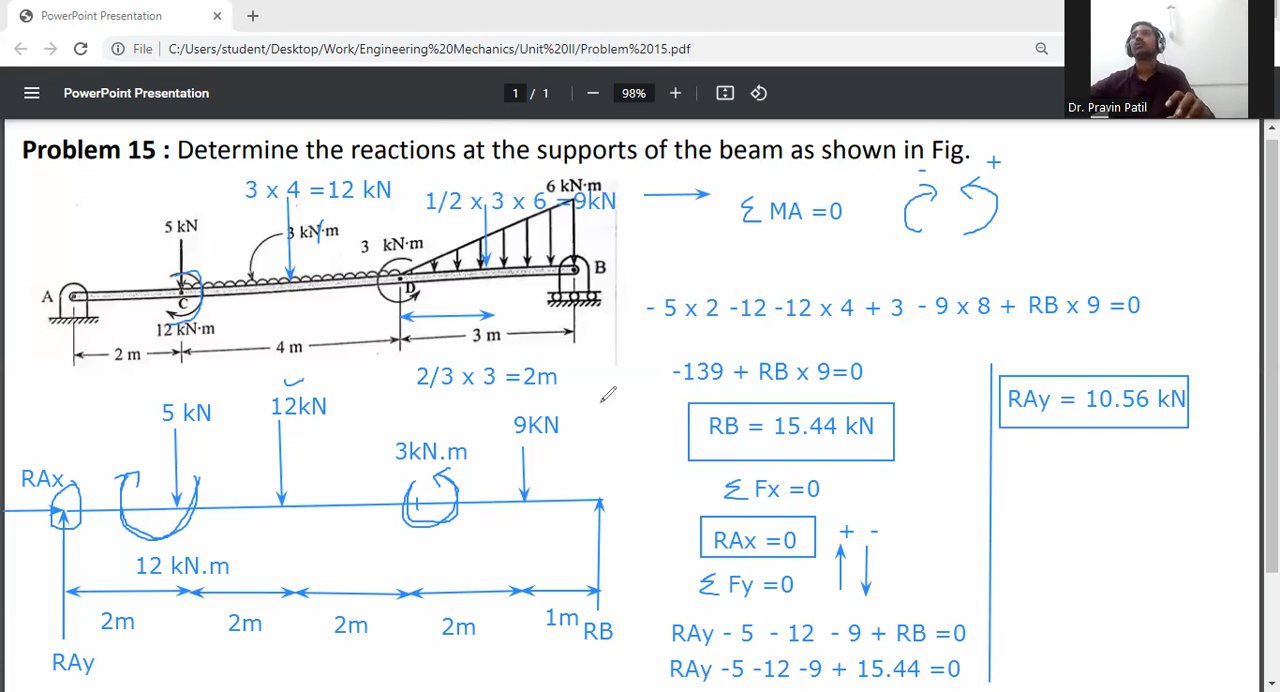 PowerPoint Presentation
File C:/Users/student/Desktop/Work/Engineering%20Mechanics/Unit%20II/Problem%2015.pdf
PowerPoint Presentation
1 / 1
98%
Dr. Pravin Patil
Problem 15 : Determine the reactions at the supports of the beam as shown in Fig.
3 x 4 =12 kN
1/2 x 3 x 6 =9kN
6 kN·m
5 kN
3 kN/m
3 kN·m
A
C
D
B
12 kN·m
2 m
4 m
3 m
2/3 x 3 =2m
5 kN
12kN
9KN
3kN.m
RAx
12 kN.m
2m
2m
2m
2m
1m
RB
RAy
Σ MA =0
- +
- 5 x 2 -12 -12 x 4 + 3 - 9 x 8 + RB x 9 =0
-139 + RB x 9=0
RB = 15.44 kN
Σ Fx =0
RAx =0
+ -
Σ Fy =0
RAy - 5 - 12 - 9 + RB =0
RAy -5 -12 -9 + 15.44 =0
RAy = 10.56 kN